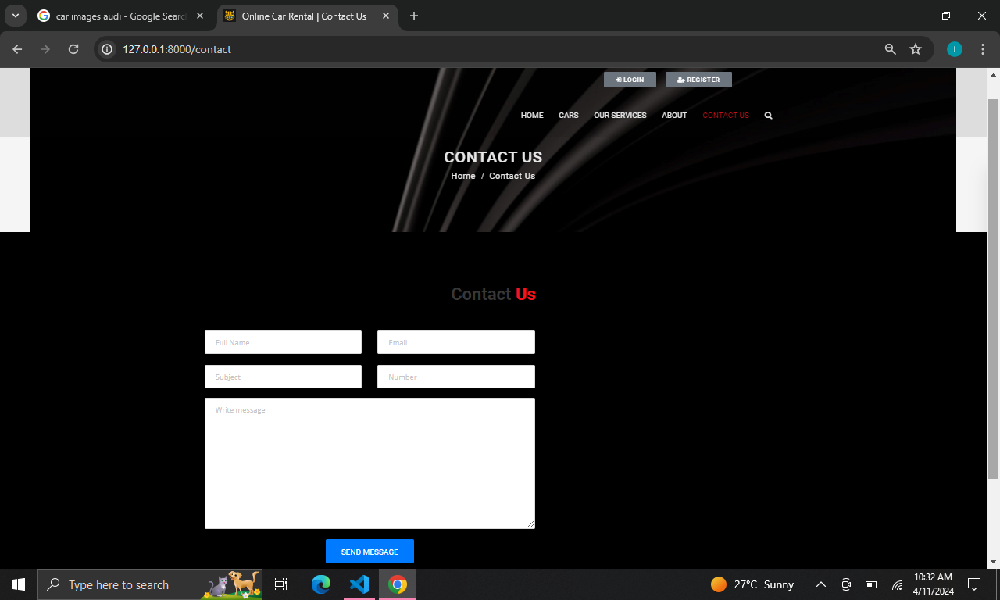 car images audi - Google Searc
Online Car Rental | Contact Us
127.0.0.1:8000/contact
I
LOGIN
REGISTER
HOME
CARS
OUR SERVICES
ABOUT
CONTACT US
CONTACT US
Home / Contact Us
Contact Us
Full Name
Email
Subject
Number
Write message
SEND MESSAGE
Type here to search
27°C Sunny
10:32 AM
4/11/2024